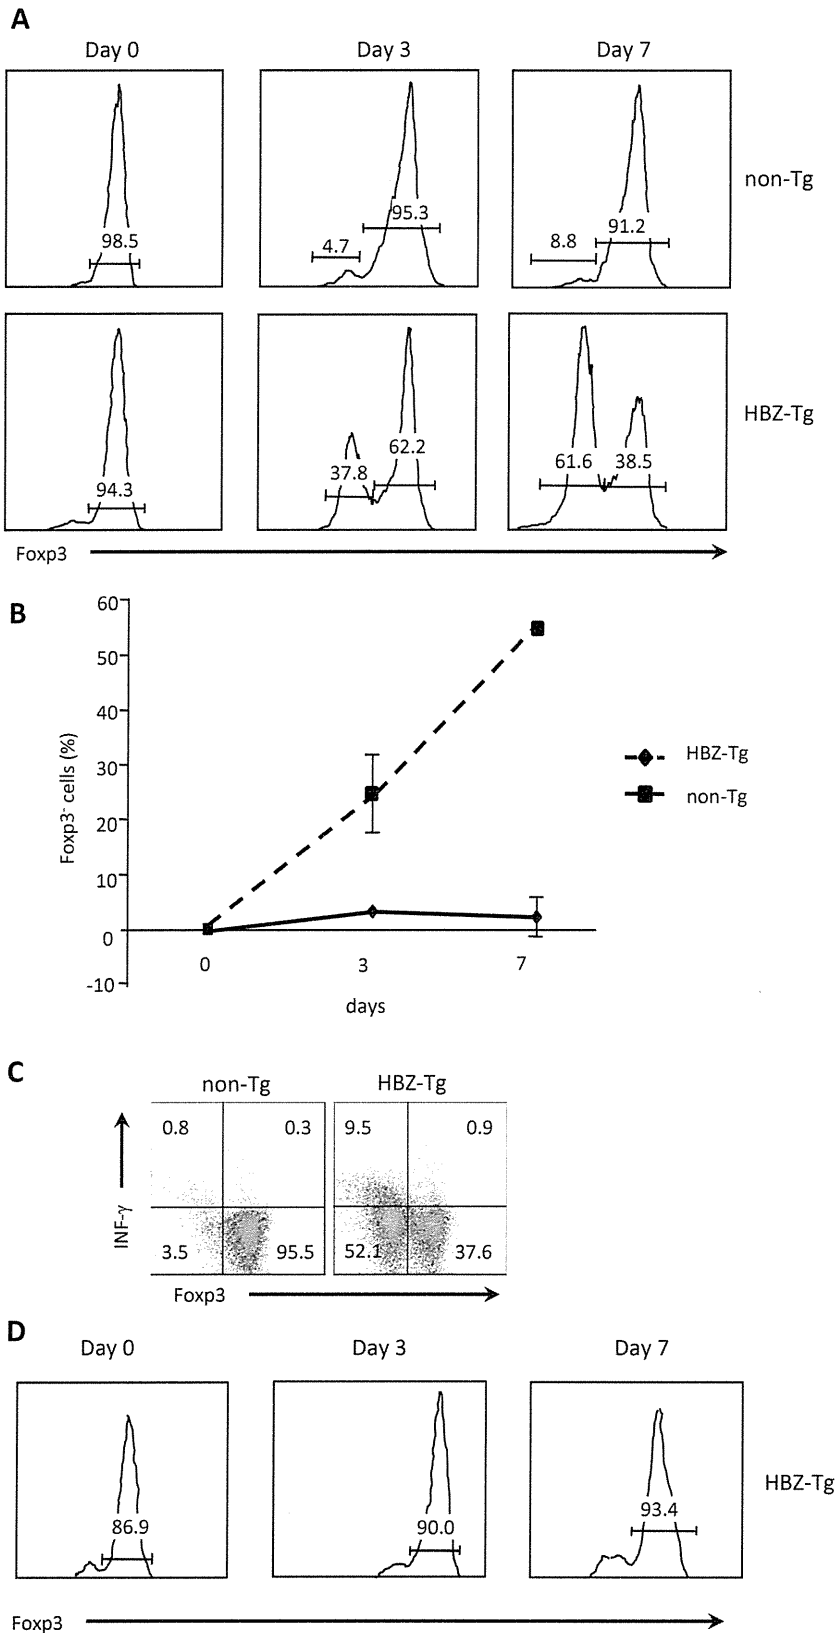 A
Day 0 Day 3 Day 7
98.5 4.7 95.3 8.8 91.2 non-Tg
94.3 37.8 62.2 61.6 38.5 HBZ-Tg
Foxp3
B
60
50
40
30
20
10
0
-10
Foxp3- cells (%)
0 3 7
days
HBZ-Tg
non-Tg
C
non-Tg HBZ-Tg
0.8 0.3 9.5 0.9
3.5 95.5 52.1 37.6
INF-γ
Foxp3
D
Day 0 Day 3 Day 7
86.9 90.0 93.4 HBZ-Tg
Foxp3